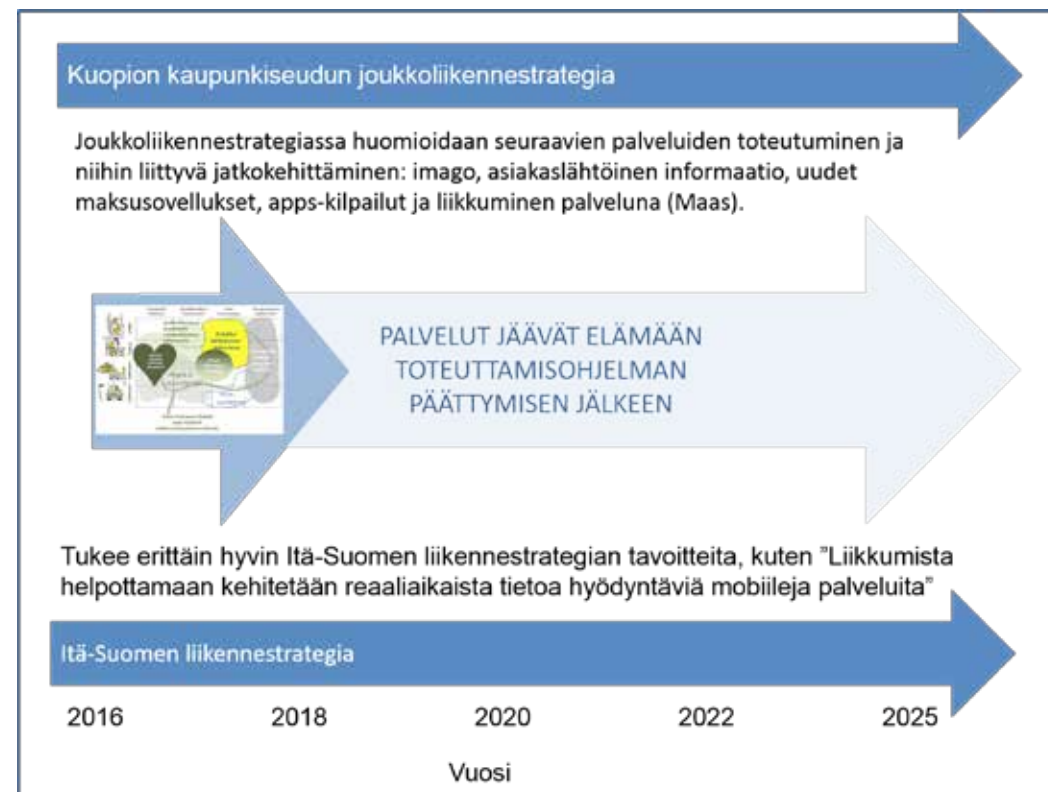 Kuopion kaupunkiseudun joukkoliikennestrategia
Joukkoliikennestrategiassa huomioidaan seuraavien palveluiden toteutuminen ja
niihin liittyvä jatkokehittäminen: imago, asiakaslähtöinen informaatio, uudet
maksusovellukset, apps-kilpailut ja liikkuminen palveluna (Maas).
PALVELUT JÄÄVÄT ELÄMÄÄN
TOTEUTTAMISOHJELMAN
PÄÄTTYMISEN JÄLKEEN
Tukee erittäin hyvin Itä-Suomen liikennestrategian tavoitteita, kuten ”Liikkumista
helpottamaan kehitetään reaaliaikaista tietoa hyödyntäviä mobiileja palveluita”
Itä-Suomen liikennestrategia
2016 2018 2020 2022 2025
Vuosi